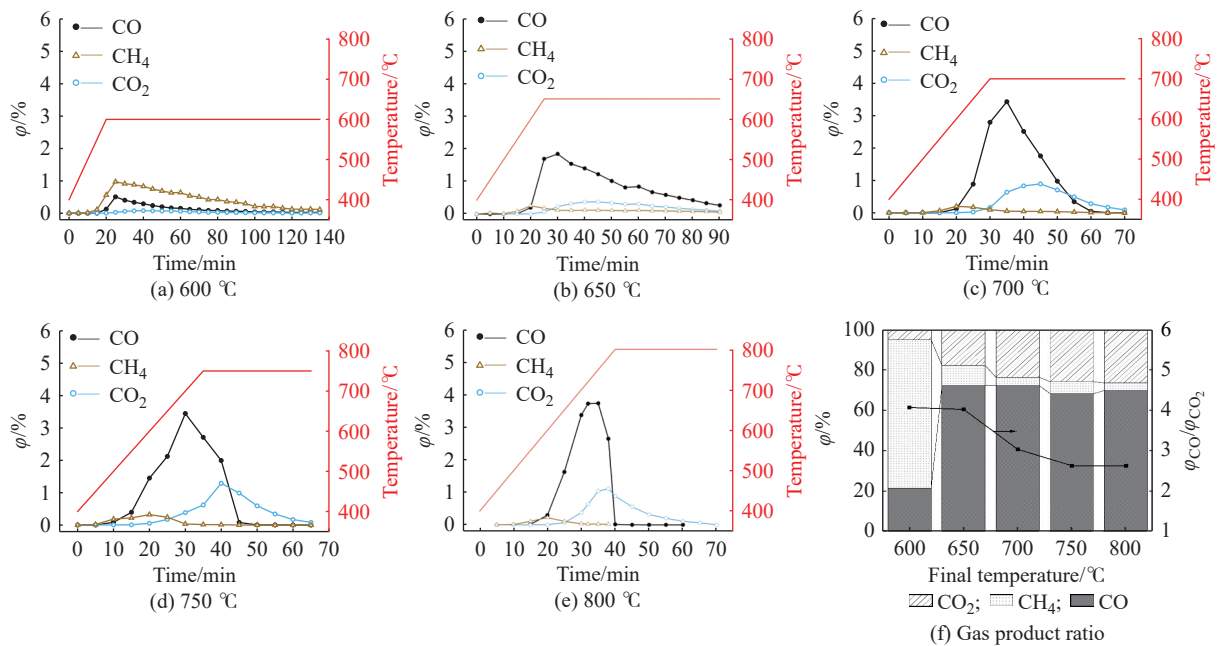 6
5
4
3
2
1
0
φ/%
CO
CH₄
CO₂
800
700
600
500
400
Temperature/℃
0 20 40 60 80 100 120 140
Time/min
(a) 600 ℃
6
5
4
3
2
1
0
φ/%
CO
CH₄
CO₂
800
700
600
500
400
Temperature/℃
0 10 20 30 40 50 60 70 80 90
Time/min
(b) 650 ℃
6
5
4
3
2
1
0
φ/%
CO
CH₄
CO₂
800
700
600
500
400
Temperature/℃
0 10 20 30 40 50 60 70
Time/min
(c) 700 ℃
6
5
4
3
2
1
0
φ/%
CO
CH₄
CO₂
800
700
600
500
400
Temperature/℃
0 10 20 30 40 50 60 70
Time/min
(d) 750 ℃
6
5
4
3
2
1
0
φ/%
CO
CH₄
CO₂
800
700
600
500
400
Temperature/℃
0 10 20 30 40 50 60 70
Time/min
(e) 800 ℃
100
80
60
40
20
0
φ/%
6
5
4
3
2
1
φCO/φCO₂
600 650 700 750 800
Final temperature/℃
CO₂; CH₄; CO
(f) Gas product ratio